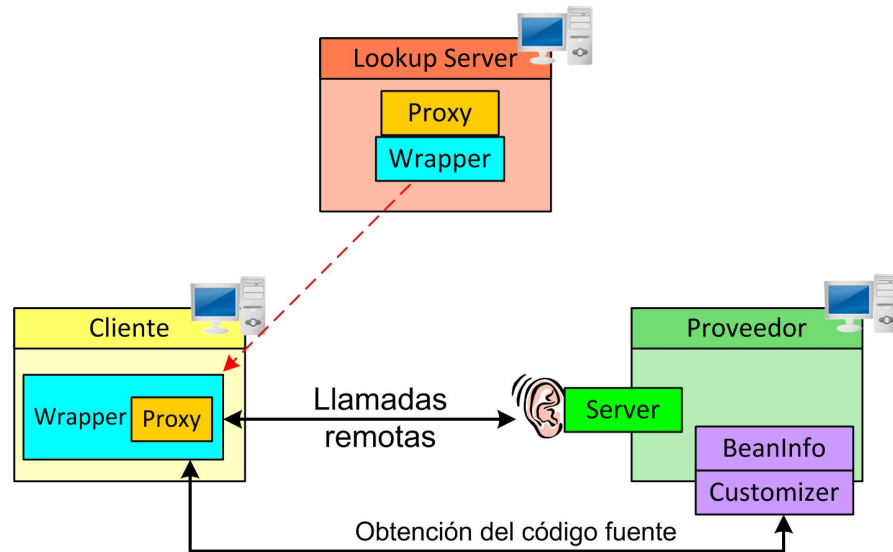 Lookup Server
Proxy
Wrapper
Cliente
Proveedor
Wrapper
Proxy
Llamadas
remotas
Server
BeanInfo
Customizer
Obtención del código fuente